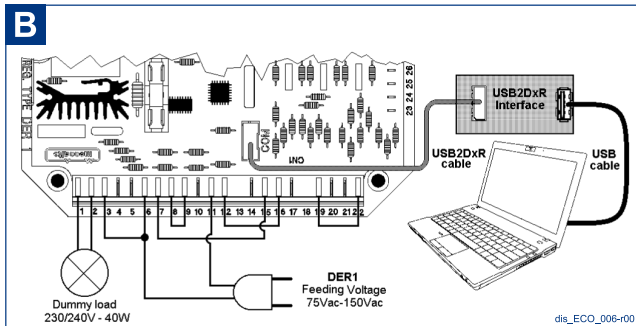 B
REG. TYPE DER 1
23 24 25 26
COM
CN1
USB2DxR
Interface
USB2DxR
cable
USB
cable
1 2 3 4 5 6 7 8 9 10 11 12 13 14 15 16 17 18 19 20 21 22
DER1
Feeding Voltage
75Vac-150Vac
Dummy load
230/240V - 40W
dis_ECO_006-r00